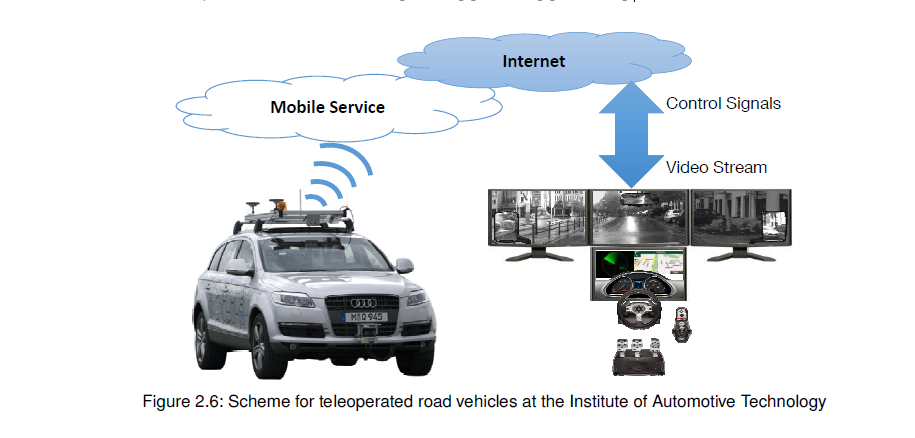 Internet
Mobile Service
Control Signals
Video Stream
Figure 2.6: Scheme for teleoperated road vehicles at the Institute of Automotive Technology